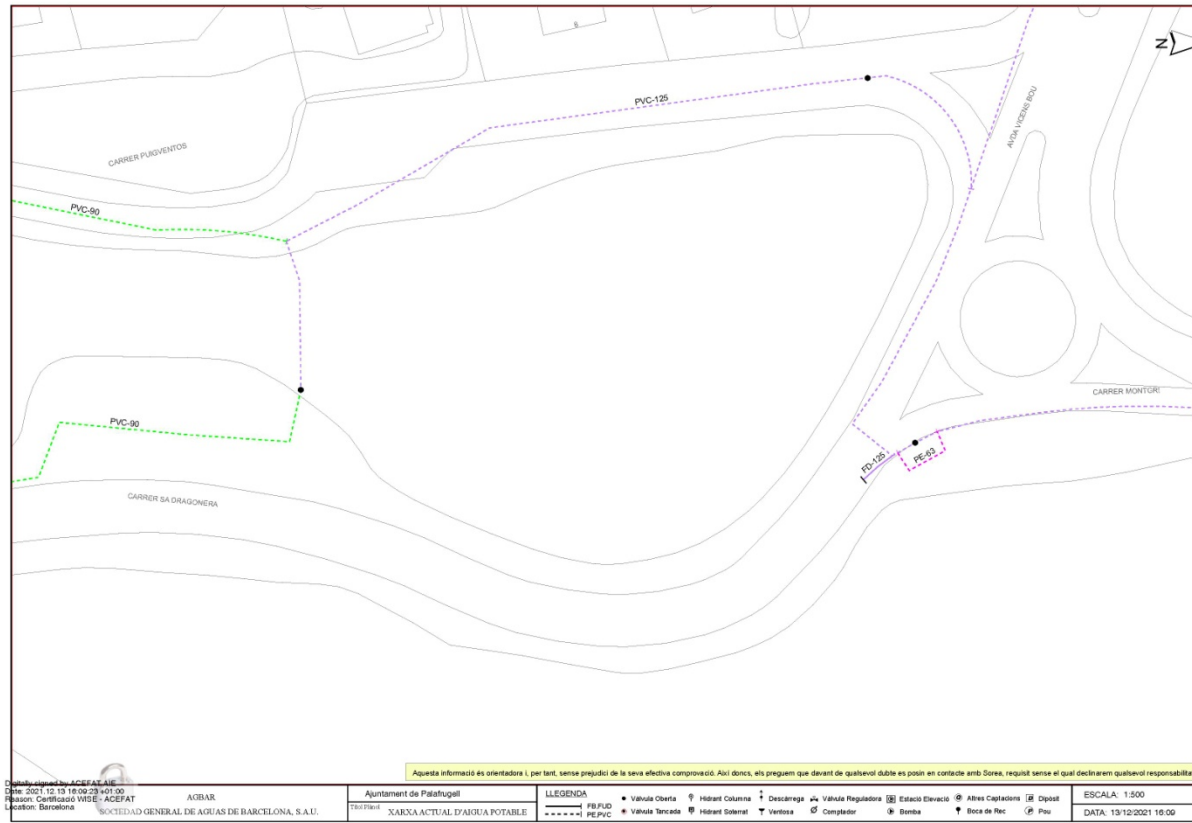 N
8
AVDA VICENS BOU
PVC-125
CARRER PUIGVENTOS
PVC-90
CARRER MONTGRI
PVC-90
FD-125
PE-63
CARRER SA DRAGONERA
Aquesta informació és orientadora i, per tant, sense prejudici de la seva efectiva comprovació. Així doncs, els preguem que davant de qualsevol dubte es posin en contacte amb Sorea, requisit sense el qual declinarem qualsevol responsabilitat
Digitally signed by ACEFAT AIE
Date: 2021.12.13 16:09:23 +01:00
Reason: Certificado WISE - ACEFAT
Location: Barcelona
AGBAR
SOCIEDAD GENERAL DE AGUAS DE BARCELONA, S.A.U.
Ajuntament de Palafrugell
Títol Plànol XARXA ACTUAL D'AIGUA POTABLE
LLEGENDA
FB,FUD
PE,PVC
Vàlvula Oberta Hidrant Columna Descàrrega Vàlvula Reguladora Estació Elevació Altres Captacions Dipòsit
Vàlvula Tancada Hidrant Soterrat Ventosa Comptador Bomba Boca de Rec Pou
ESCALA: 1:500
DATA: 13/12/2021 16:09